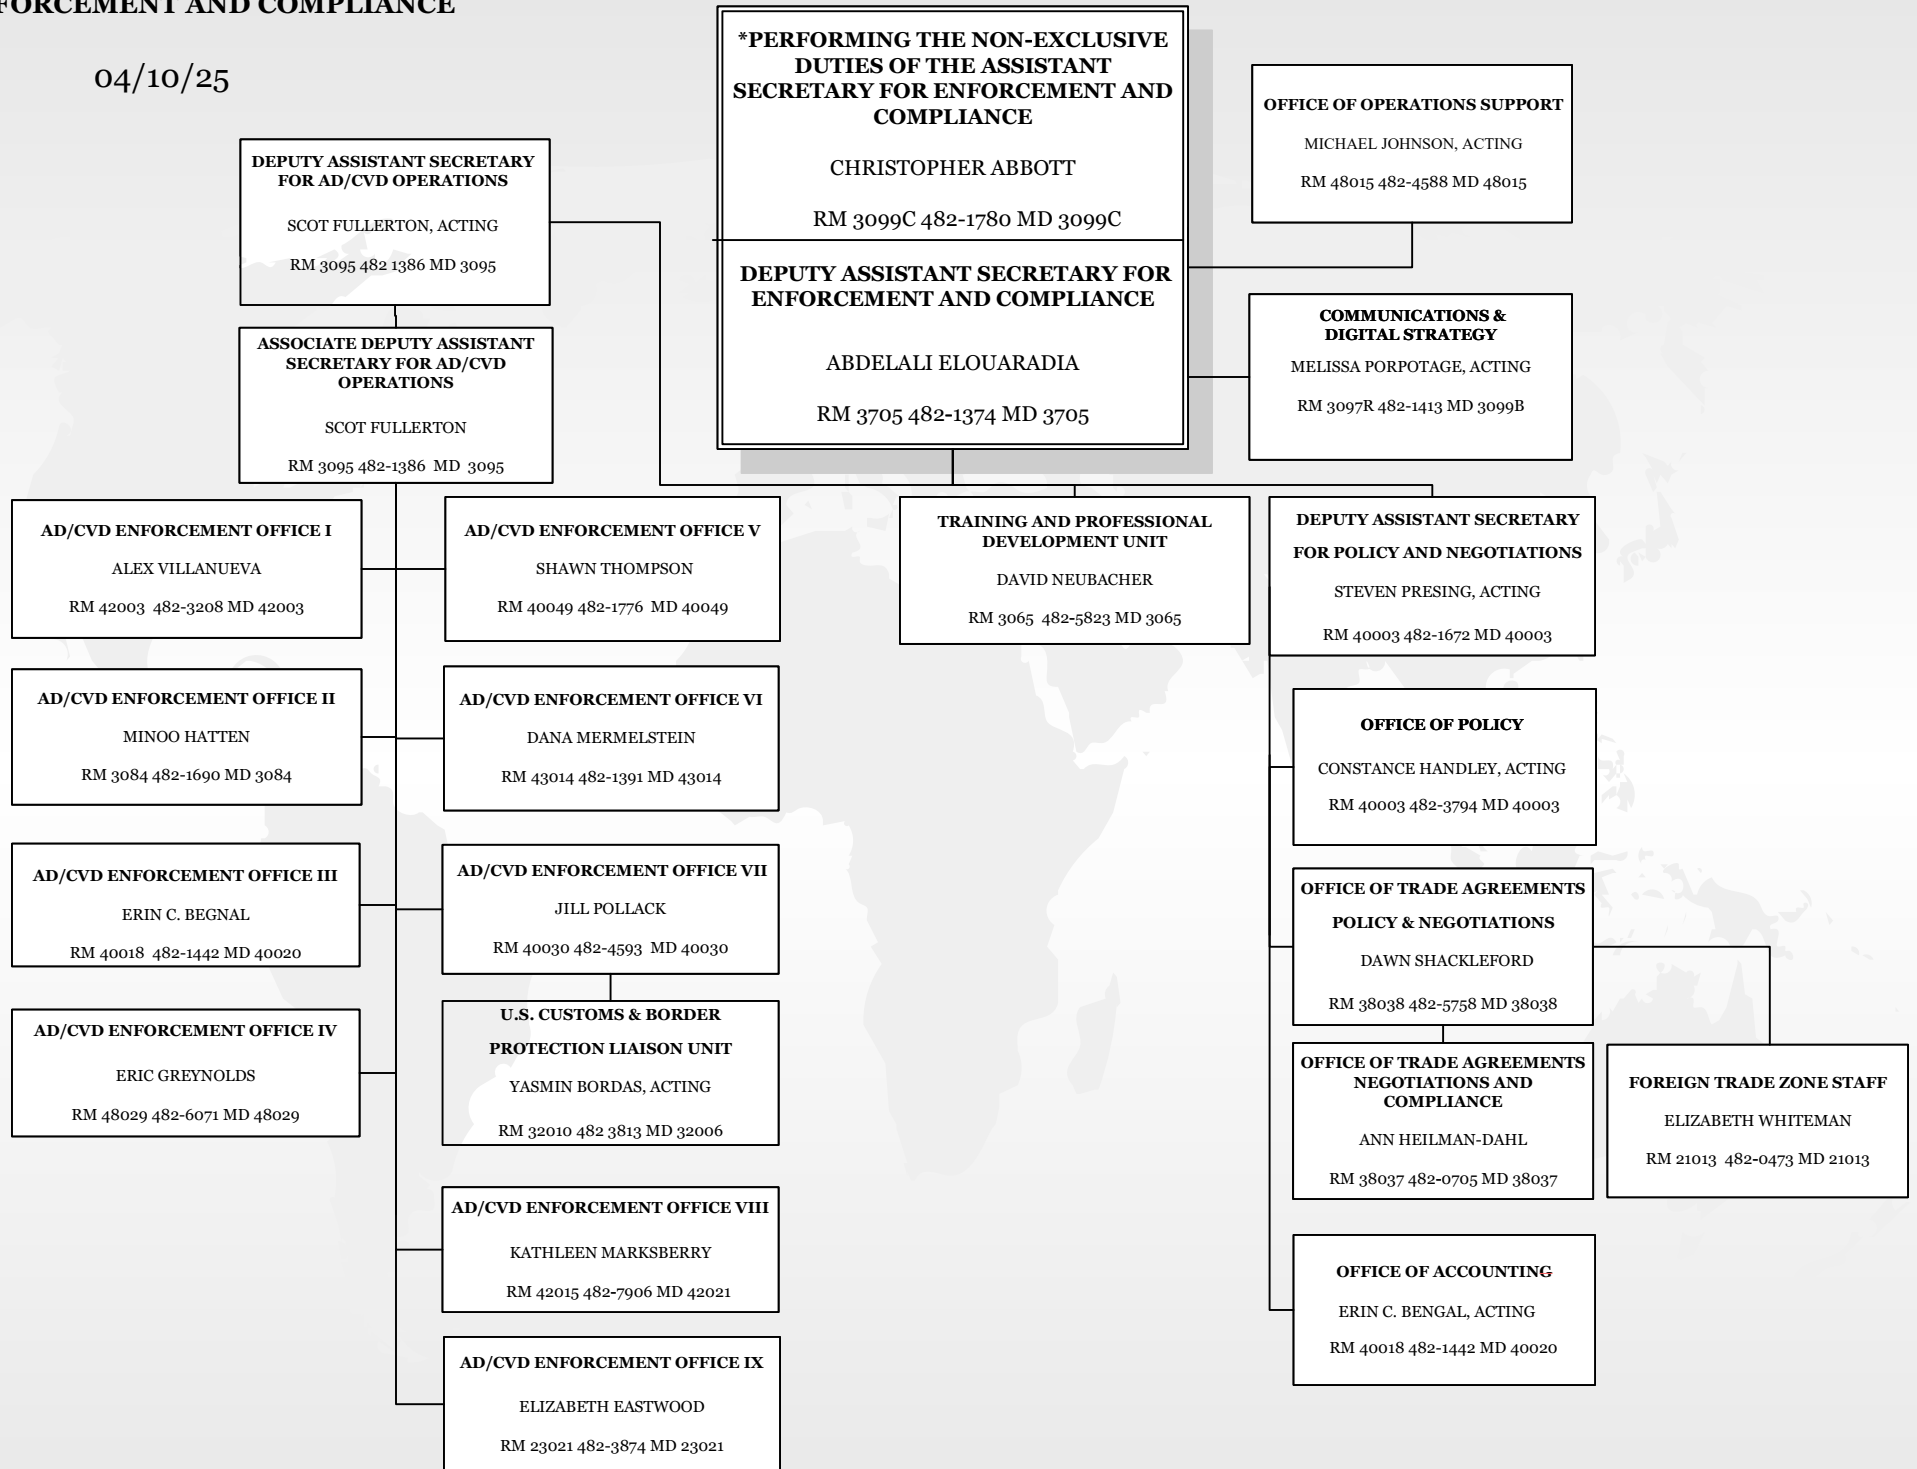 FORCEMENT AND COMPLIANCE
04/10/25
*PERFORMING THE NON-EXCLUSIVE
DUTIES OF THE ASSISTANT
SECRETARY FOR ENFORCEMENT AND
COMPLIANCE
CHRISTOPHER ABBOTT
RM 3099C 482-1780 MD 3099C
DEPUTY ASSISTANT SECRETARY FOR
ENFORCEMENT AND COMPLIANCE
ABDELALI ELOUARADIA
RM 3705 482-1374 MD 3705
OFFICE OF OPERATIONS SUPPORT
MICHAEL JOHNSON, ACTING
RM 48015 482-4588 MD 48015
COMMUNICATIONS &
DIGITAL STRATEGY
MELISSA PORPOTAGE, ACTING
RM 3097R 482-1413 MD 3099B
DEPUTY ASSISTANT SECRETARY
FOR AD/CVD OPERATIONS
SCOT FULLERTON, ACTING
RM 3095 482 1386 MD 3095
ASSOCIATE DEPUTY ASSISTANT
SECRETARY FOR AD/CVD
OPERATIONS
SCOT FULLERTON
RM 3095 482-1386 MD 3095
AD/CVD ENFORCEMENT OFFICE I
ALEX VILLANUEVA
RM 42003 482-3208 MD 42003
AD/CVD ENFORCEMENT OFFICE II
MINOO HATTEN
RM 3084 482-1690 MD 3084
AD/CVD ENFORCEMENT OFFICE III
ERIN C. BEGNAL
RM 40018 482-1442 MD 40020
AD/CVD ENFORCEMENT OFFICE IV
ERIC GREYNOLDS
RM 48029 482-6071 MD 48029
AD/CVD ENFORCEMENT OFFICE V
SHAWN THOMPSON
RM 40049 482-1776 MD 40049
AD/CVD ENFORCEMENT OFFICE VI
DANA MERMELSTEIN
RM 43014 482-1391 MD 43014
AD/CVD ENFORCEMENT OFFICE VII
JILL POLLACK
RM 40030 482-4593 MD 40030
U.S. CUSTOMS & BORDER
PROTECTION LIAISON UNIT
YASMIN BORDAS, ACTING
RM 32010 482 3813 MD 32006
AD/CVD ENFORCEMENT OFFICE VIII
KATHLEEN MARKSBERRY
RM 42015 482-7906 MD 42021
AD/CVD ENFORCEMENT OFFICE IX
ELIZABETH EASTWOOD
RM 23021 482-3874 MD 23021
TRAINING AND PROFESSIONAL
DEVELOPMENT UNIT
DAVID NEUBACHER
RM 3065 482-5823 MD 3065
DEPUTY ASSISTANT SECRETARY
FOR POLICY AND NEGOTIATIONS
STEVEN PRESING, ACTING
RM 40003 482-1672 MD 40003
OFFICE OF POLICY
CONSTANCE HANDLEY, ACTING
RM 40003 482-3794 MD 40003
OFFICE OF TRADE AGREEMENTS
POLICY & NEGOTIATIONS
DAWN SHACKLEFORD
RM 38038 482-5758 MD 38038
OFFICE OF TRADE AGREEMENTS
NEGOTIATIONS AND
COMPLIANCE
ANN HEILMAN-DAHL
RM 38037 482-0705 MD 38037
FOREIGN TRADE ZONE STAFF
ELIZABETH WHITEMAN
RM 21013 482-0473 MD 21013
OFFICE OF ACCOUNTING
ERIN C. BENGAL, ACTING
RM 40018 482-1442 MD 40020